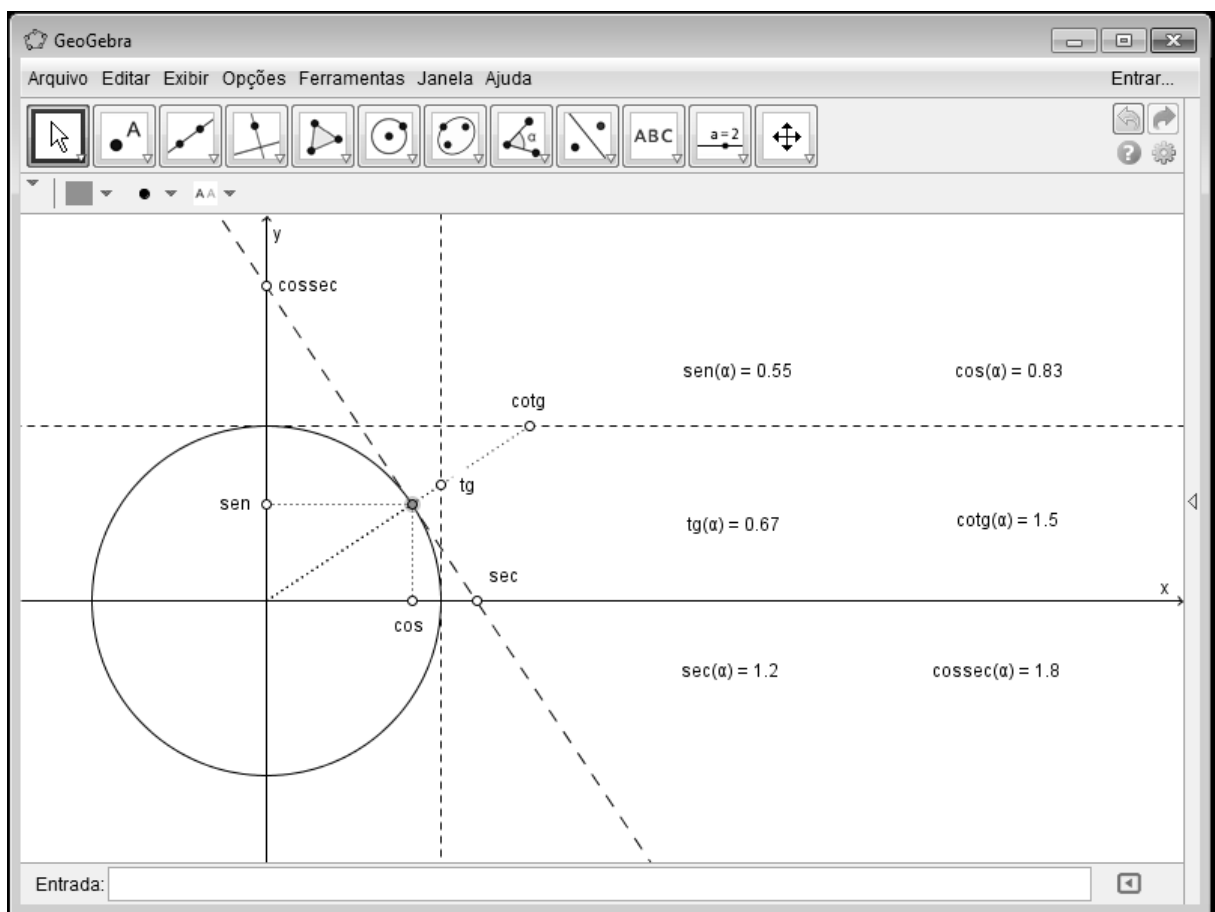 GeoGebra
Arquivo Editar Exibir Opções Ferramentas Janela Ajuda
Entrar...
A
α
ABC
a=2
?
AA
y
cossec
sen(α) = 0.55
cos(α) = 0.83
cotg
tg
sen
tg(α) = 0.67
cotg(α) = 1.5
sec
x
cos
sec(α) = 1.2
cossec(α) = 1.8
Entrada: